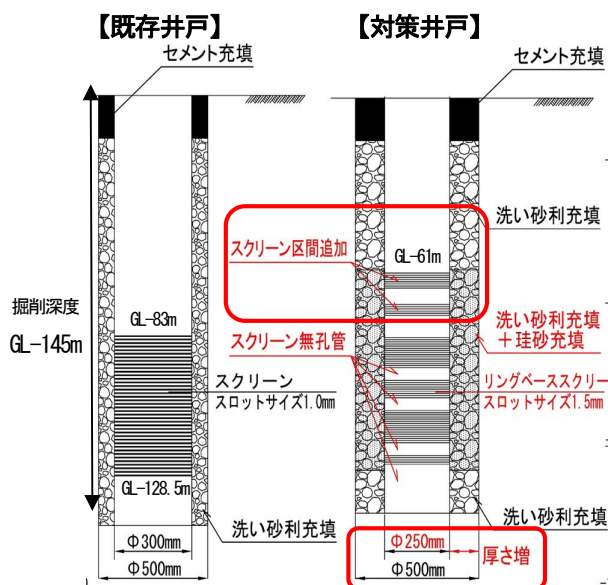 【既存井戸】
セメント充填
掘削深度
GL-145m
GL-83m
スクリーン
スロットサイズ1.0mm
GL-128.5m
洗い砂利充填
Φ300mm
Φ500mm
【対策井戸】
セメント充填
洗い砂利充填
スクリーン区間追加
GL-61m
洗い砂利充填
+珪砂充填
スクリーン無孔管
リングベーススクリー
スロットサイズ1.5mm
洗い砂利充填
Φ250mm
厚さ増
Φ500mm